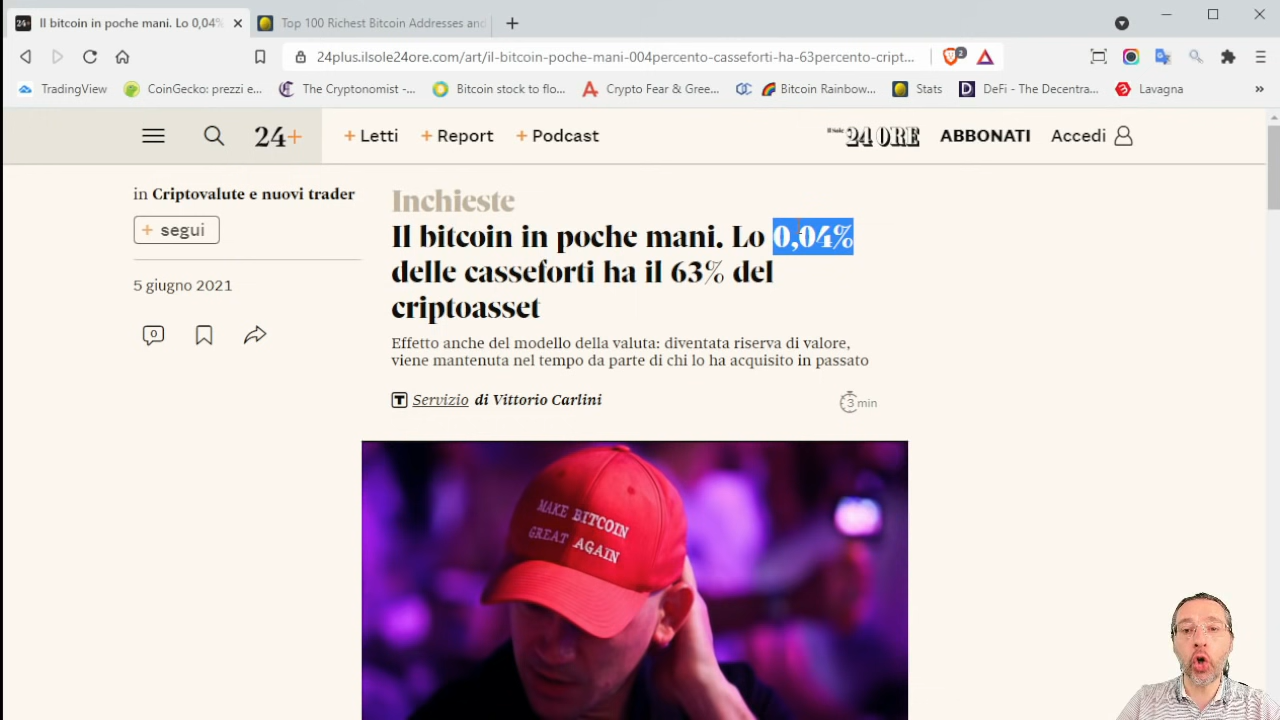 Il bitcoin in poche mani. Lo 0,04%
Top 100 Richest Bitcoin Addresses and
24plus.ilsole24ore.com/art/il-bitcoin-poche-mani-004percento-casseforti-ha-63percento-cript...
2
TradingView
CoinGecko: prezzi e...
The Cryptonomist -...
Bitcoin stock to flo...
Crypto Fear & Gree...
Bitcoin Rainbow...
Stats
DeFi - The Decentra...
Lavagna
24+
+ Letti
+ Report
+ Podcast
24 ORE
ABBONATI
Accedi
in Criptovalute e nuovi trader
+ segui
5 giugno 2021
0
Inchieste
Il bitcoin in poche mani. Lo 0,04%
delle casseforti ha il 63% del
criptoasset
Effetto anche del modello della valuta: diventata riserva di valore,
viene mantenuta nel tempo da parte di chi lo ha acquisito in passato
T Servizio di Vittorio Carlini
3 min
MAKE BITCOIN
GREAT AGAIN